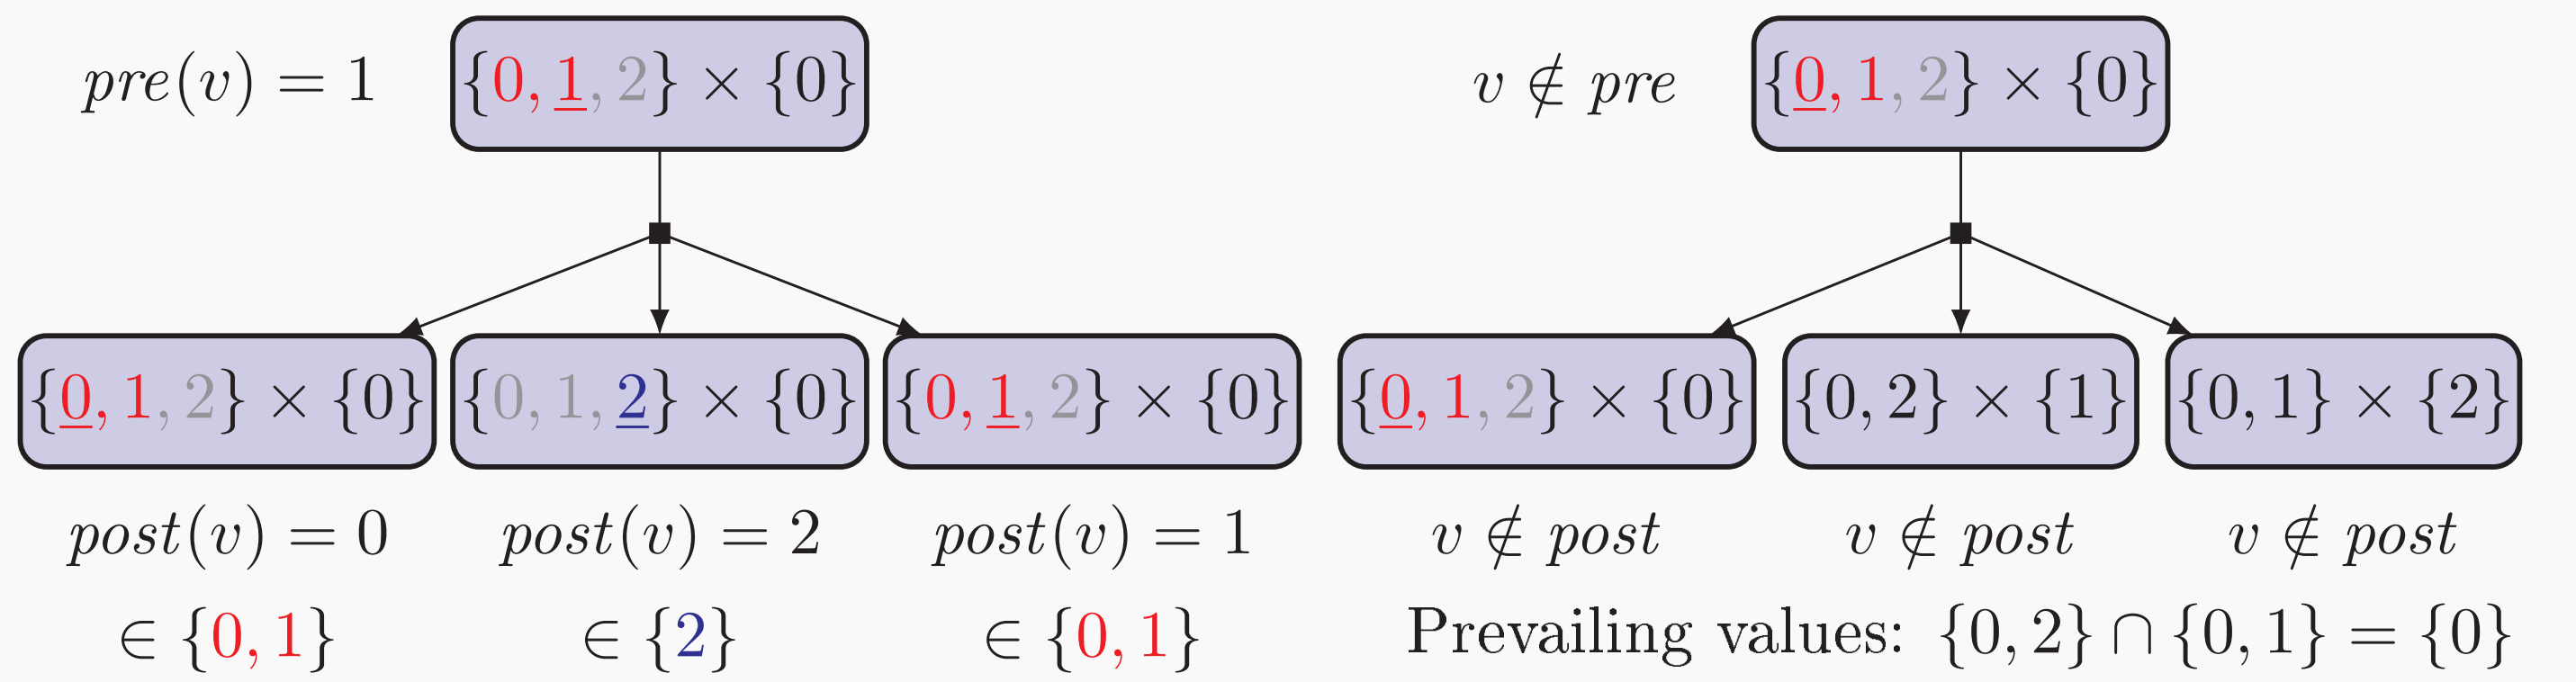 pre(v) = 1
{0, 1, 2} × {0}
{0, 1, 2} × {0}
{0, 1, 2} × {0}
{0, 1, 2} × {0}
post(v) = 0
post(v) = 2
post(v) = 1
∈ {0, 1}
∈ {2}
∈ {0, 1}
v ∉ pre
{0, 1, 2} × {0}
{0, 1, 2} × {0}
{0, 2} × {1}
{0, 1} × {2}
v ∉ post
v ∉ post
v ∉ post
Prevailing values: {0, 2} ∩ {0, 1} = {0}